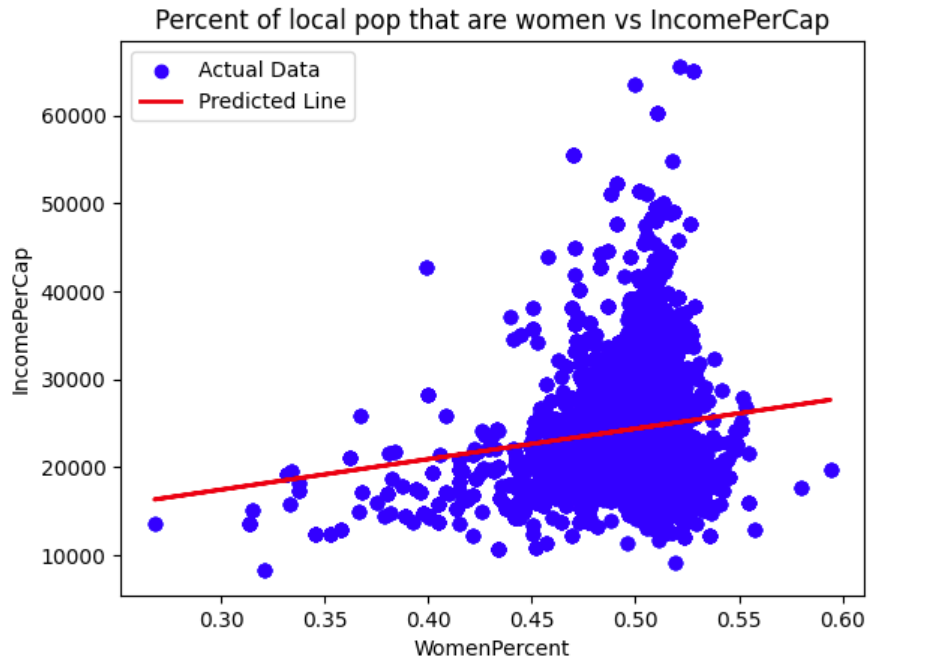 Percent of local pop that are women vs IncomePerCap
Actual Data
Predicted Line
60000
50000
40000
30000
20000
10000
IncomePerCap
0.30 0.35 0.40 0.45 0.50 0.55 0.60
WomenPercent